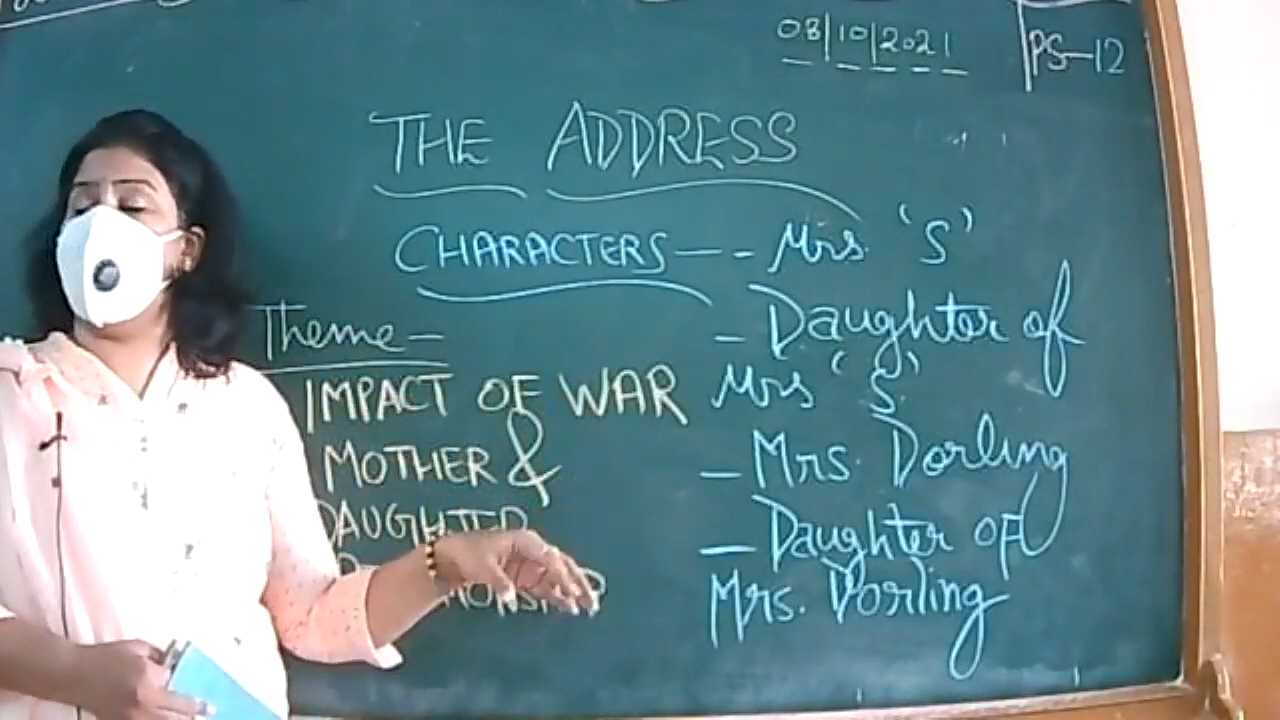 08/10/2021
PS-12
THE ADDRESS
CHARACTERS - - Mrs. 'S'
- Daughter of
Mrs 'S'
- Mrs. Dorling
- Daughter of
Mrs. Dorling
Theme -
IMPACT OF WAR
MOTHER &
DAUGHTER